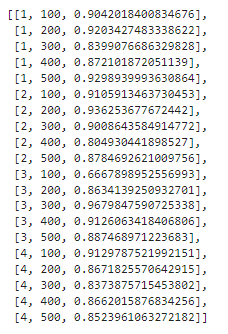 [[1, 100, 0.9042018400834676],
[1, 200, 0.9203427483338622],
[1, 300, 0.8399076686329828],
[1, 400, 0.872101872051139],
[1, 500, 0.9298939993630864],
[2, 100, 0.9105913463730453],
[2, 200, 0.936253677672442],
[2, 300, 0.9008643584914772],
[2, 400, 0.804930441898527],
[2, 500, 0.8784692621009756],
[3, 100, 0.6667898952556993],
[3, 200, 0.8634139250932701],
[3, 300, 0.9679847590725338],
[3, 400, 0.9126063418406806],
[3, 500, 0.887468971223683],
[4, 100, 0.9129787521992151],
[4, 200, 0.8671825570642915],
[4, 300, 0.8373875715453802],
[4, 400, 0.8662015876834256],
[4, 500, 0.8523961063272182]]